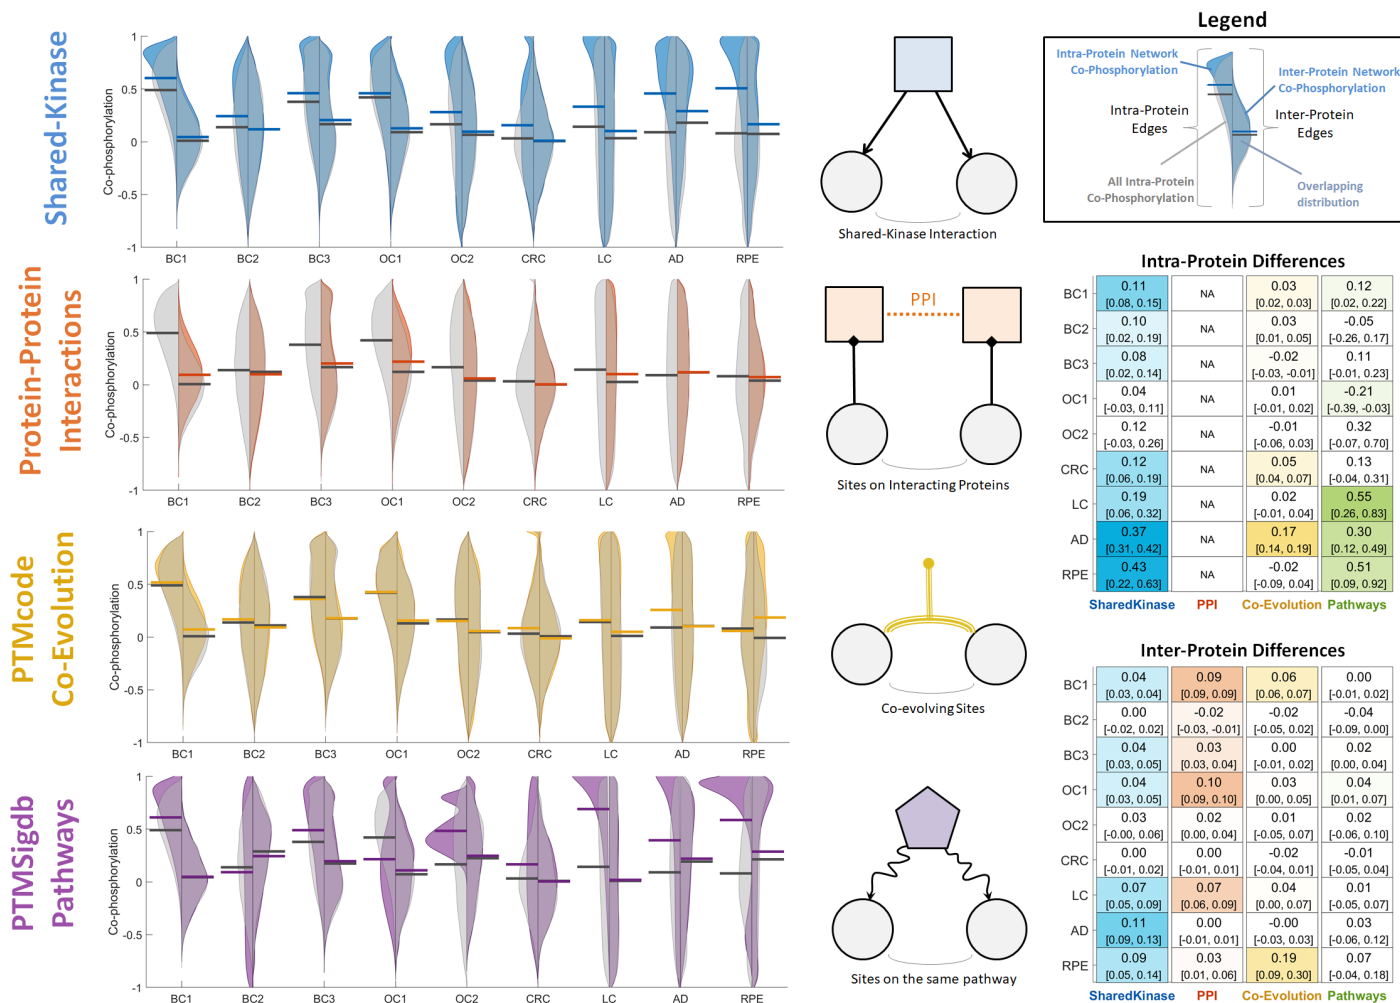 Shared-Kinase
Co-phosphorylation
1
0.5
0
-0.5
-1
BC1
BC2
BC3
OC1
OC2
CRC
LC
AD
RPE
Shared-Kinase Interaction
Legend
Intra-Protein Network
Co-Phosphorylation
Inter-Protein Network
Co-Phosphorylation
Intra-Protein
Edges
Inter-Protein
Edges
All Intra-Protein
Co-Phosphorylation
Overlapping
distribution
Protein-Protein
Interactions
Co-phosphorylation
1
0.5
0
-0.5
-1
BC1
BC2
BC3
OC1
OC2
CRC
LC
AD
RPE
PPI
Sites on Interacting Proteins
PTMcode
Co-Evolution
Co-phosphorylation
1
0.5
0
-0.5
-1
BC1
BC2
BC3
OC1
OC2
CRC
LC
AD
RPE
Co-evolving Sites
PTMSigdb
Pathways
Co-phosphorylation
1
0.5
0
-0.5
-1
BC1
BC2
BC3
OC1
OC2
CRC
LC
AD
RPE
Sites on the same pathway
Intra-Protein Differences
BC1 0.11 NA 0.03 0.12
[0.08, 0.15] [0.02, 0.03] [0.02, 0.22]
BC2 0.10 NA 0.03 -0.05
[0.02, 0.19] [0.01, 0.05] [-0.26, 0.17]
BC3 0.08 NA -0.02 0.11
[0.02, 0.14] [-0.03, -0.01] [-0.01, 0.23]
OC1 0.04 NA 0.01 -0.21
[-0.03, 0.11] [-0.01, 0.02] [-0.39, -0.03]
OC2 0.12 NA -0.01 0.32
[-0.03, 0.26] [-0.06, 0.03] [-0.07, 0.70]
CRC 0.12 NA 0.05 0.13
[0.06, 0.19] [0.04, 0.07] [-0.04, 0.31]
LC 0.19 NA 0.02 0.55
[0.06, 0.32] [-0.01, 0.04] [0.26, 0.83]
AD 0.37 NA 0.17 0.30
[0.31, 0.42] [0.14, 0.19] [0.12, 0.49]
RPE 0.43 NA -0.02 0.51
[0.22, 0.63] [-0.09, 0.04] [0.09, 0.92]
SharedKinase PPI Co-Evolution Pathways
Inter-Protein Differences
BC1 0.04 0.09 0.06 0.00
[0.03, 0.04] [0.09, 0.09] [0.06, 0.07] [-0.01, 0.02]
BC2 0.00 -0.02 -0.02 -0.04
[-0.02, 0.02] [-0.03, -0.01] [-0.05, 0.02] [-0.09, 0.00]
BC3 0.04 0.03 0.00 0.02
[0.03, 0.05] [0.03, 0.04] [-0.01, 0.02] [0.00, 0.04]
OC1 0.04 0.10 0.03 0.04
[0.03, 0.05] [0.09, 0.10] [0.00, 0.05] [0.01, 0.07]
OC2 0.03 0.02 0.01 0.02
[-0.00, 0.06] [0.00, 0.04] [-0.05, 0.07] [-0.06, 0.10]
CRC 0.00 0.00 -0.02 -0.01
[-0.01, 0.02] [-0.01, 0.01] [-0.04, 0.01] [-0.05, 0.04]
LC 0.07 0.07 0.04 0.01
[0.05, 0.09] [0.06, 0.09] [0.00, 0.07] [-0.05, 0.07]
AD 0.11 0.00 -0.00 0.03
[0.09, 0.13] [-0.01, 0.01] [-0.03, 0.03] [-0.06, 0.12]
RPE 0.09 0.03 0.19 0.07
[0.05, 0.14] [0.01, 0.06] [0.09, 0.30] [-0.04, 0.18]
SharedKinase PPI Co-Evolution Pathways